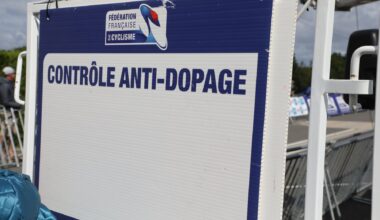 FÉDÉRATION
FRANÇAISE
DE CYCLISME
CONTRÔLE ANTI-DOPAGE